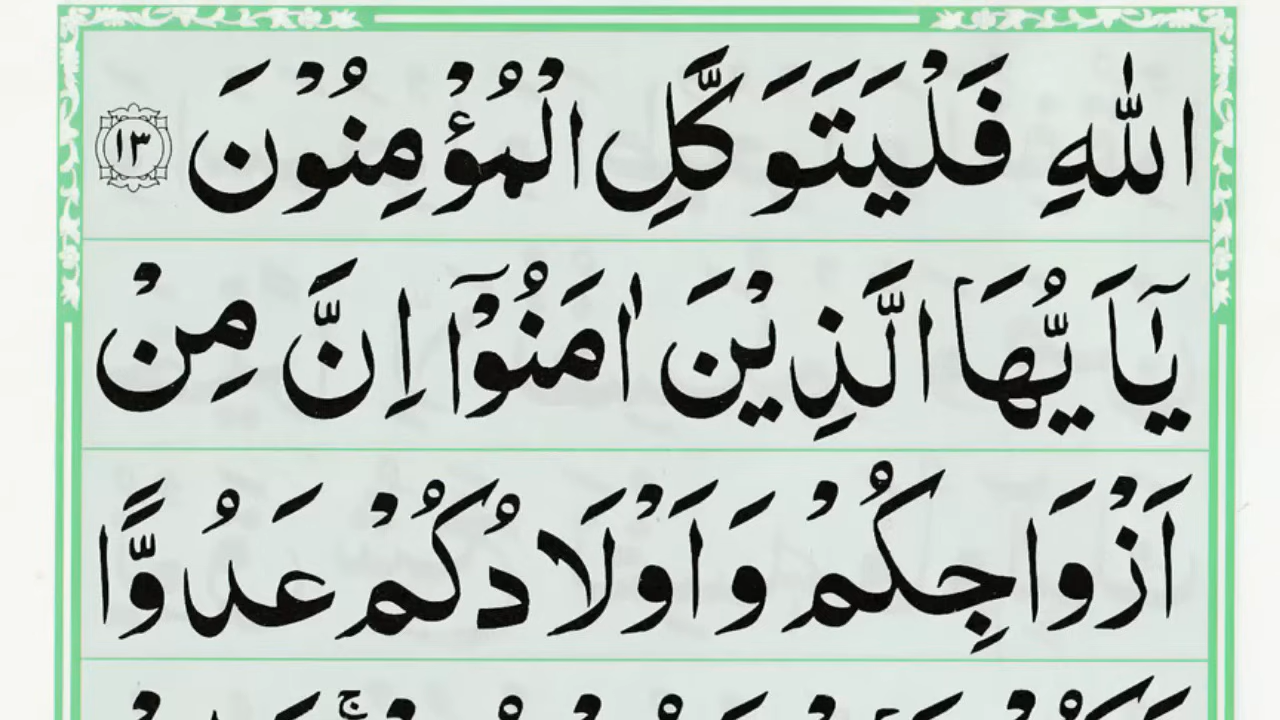 اللّٰهِ فَلْيَتَوَكَّلِ الْمُؤْمِنُوْنَ ١٣
يٰۤاَيُّهَا الَّذِيْنَ اٰمَنُوْۤا اِنَّ مِنْ
اَزْوَاجِكُمْ وَاَوْلَادُكُمْ عَدُوًّا